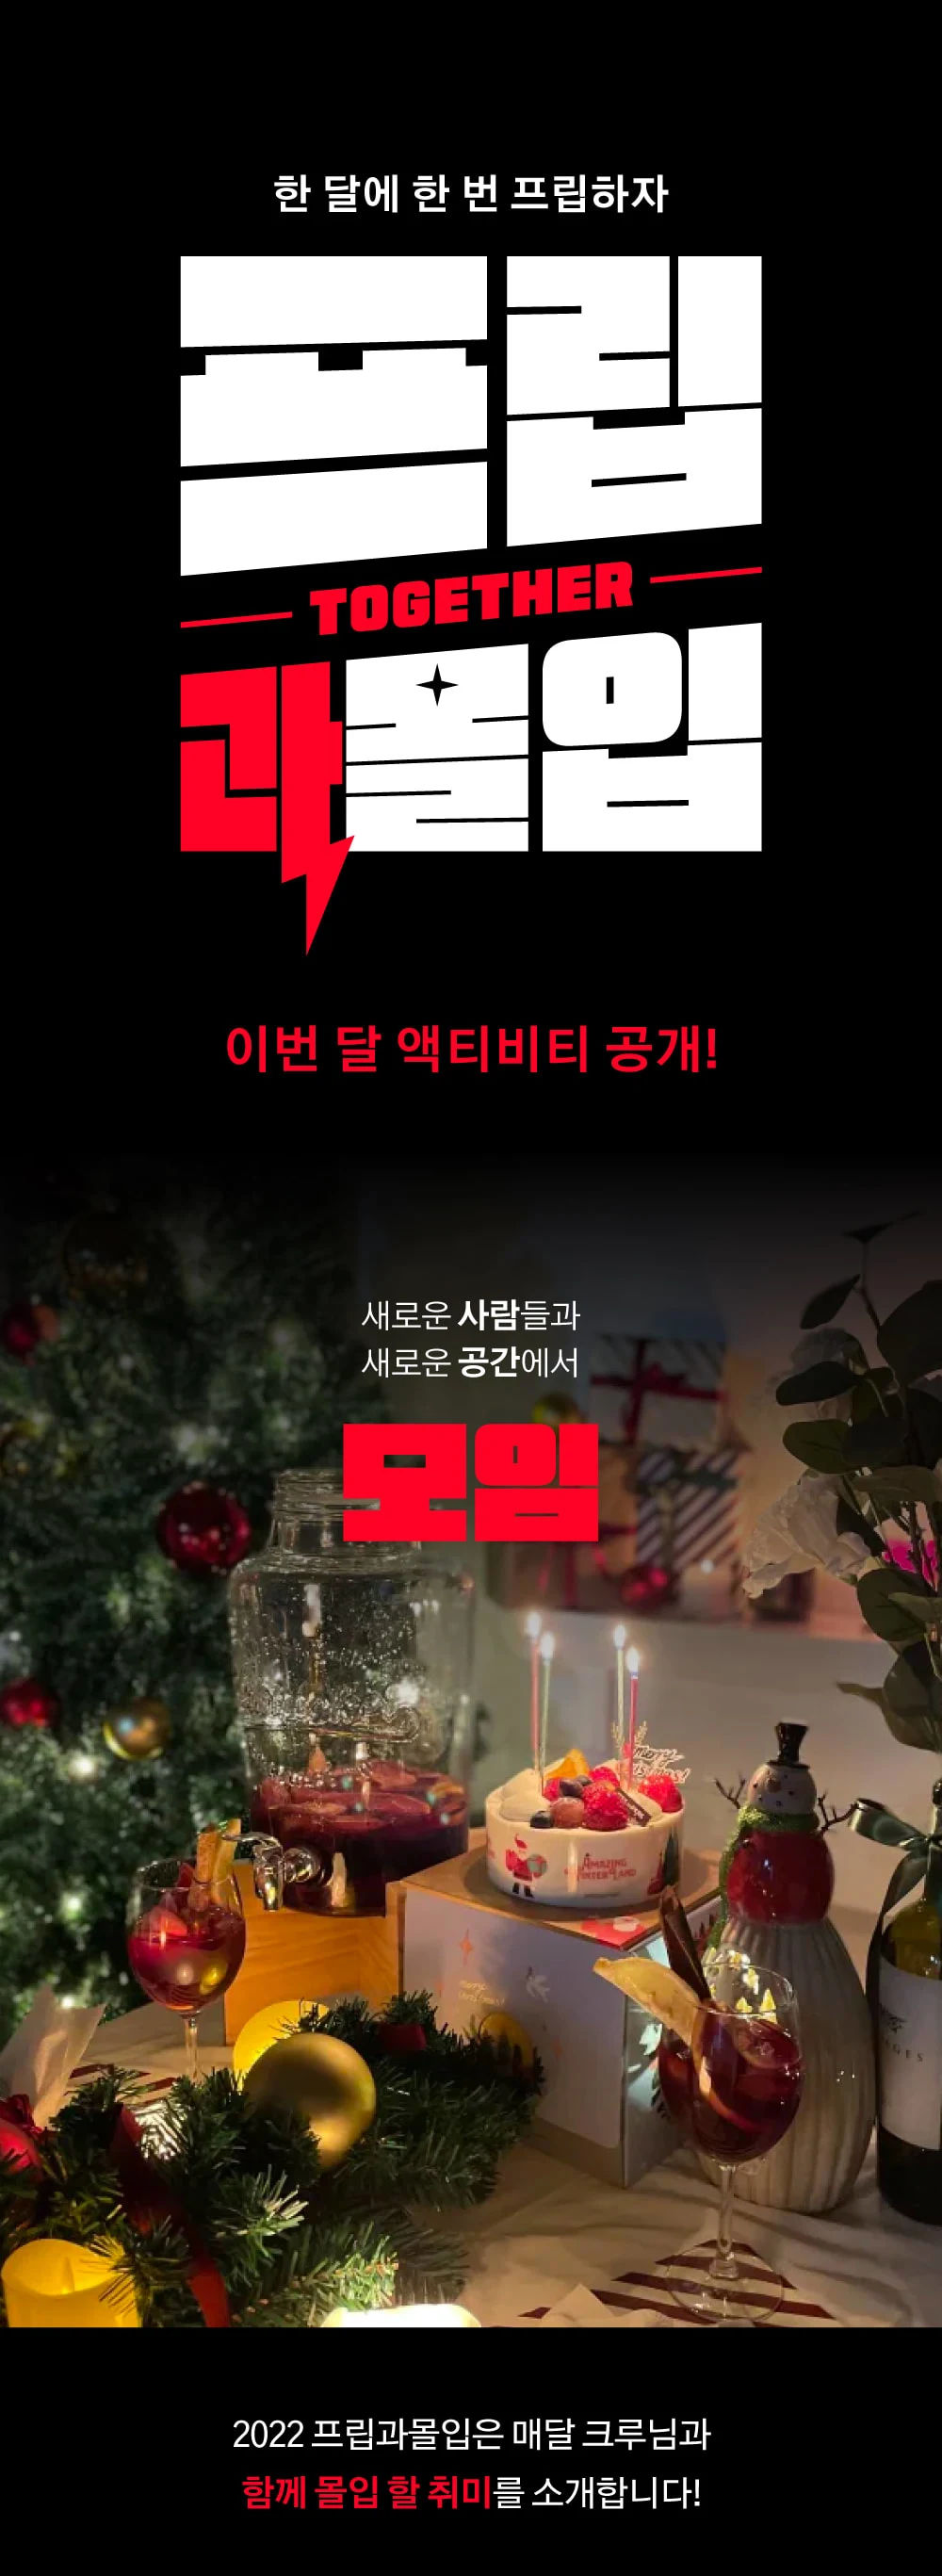 한 달에 한 번 프립하자
프립
TOGETHER
과몰입
이번 달 액티비티 공개!
새로운 사람들과
새로운 공간에서
모임
AMAZING
WINTER LAND
2022 프립과몰입은 매달 크루님과
함께 몰입 할 취미를 소개합니다!